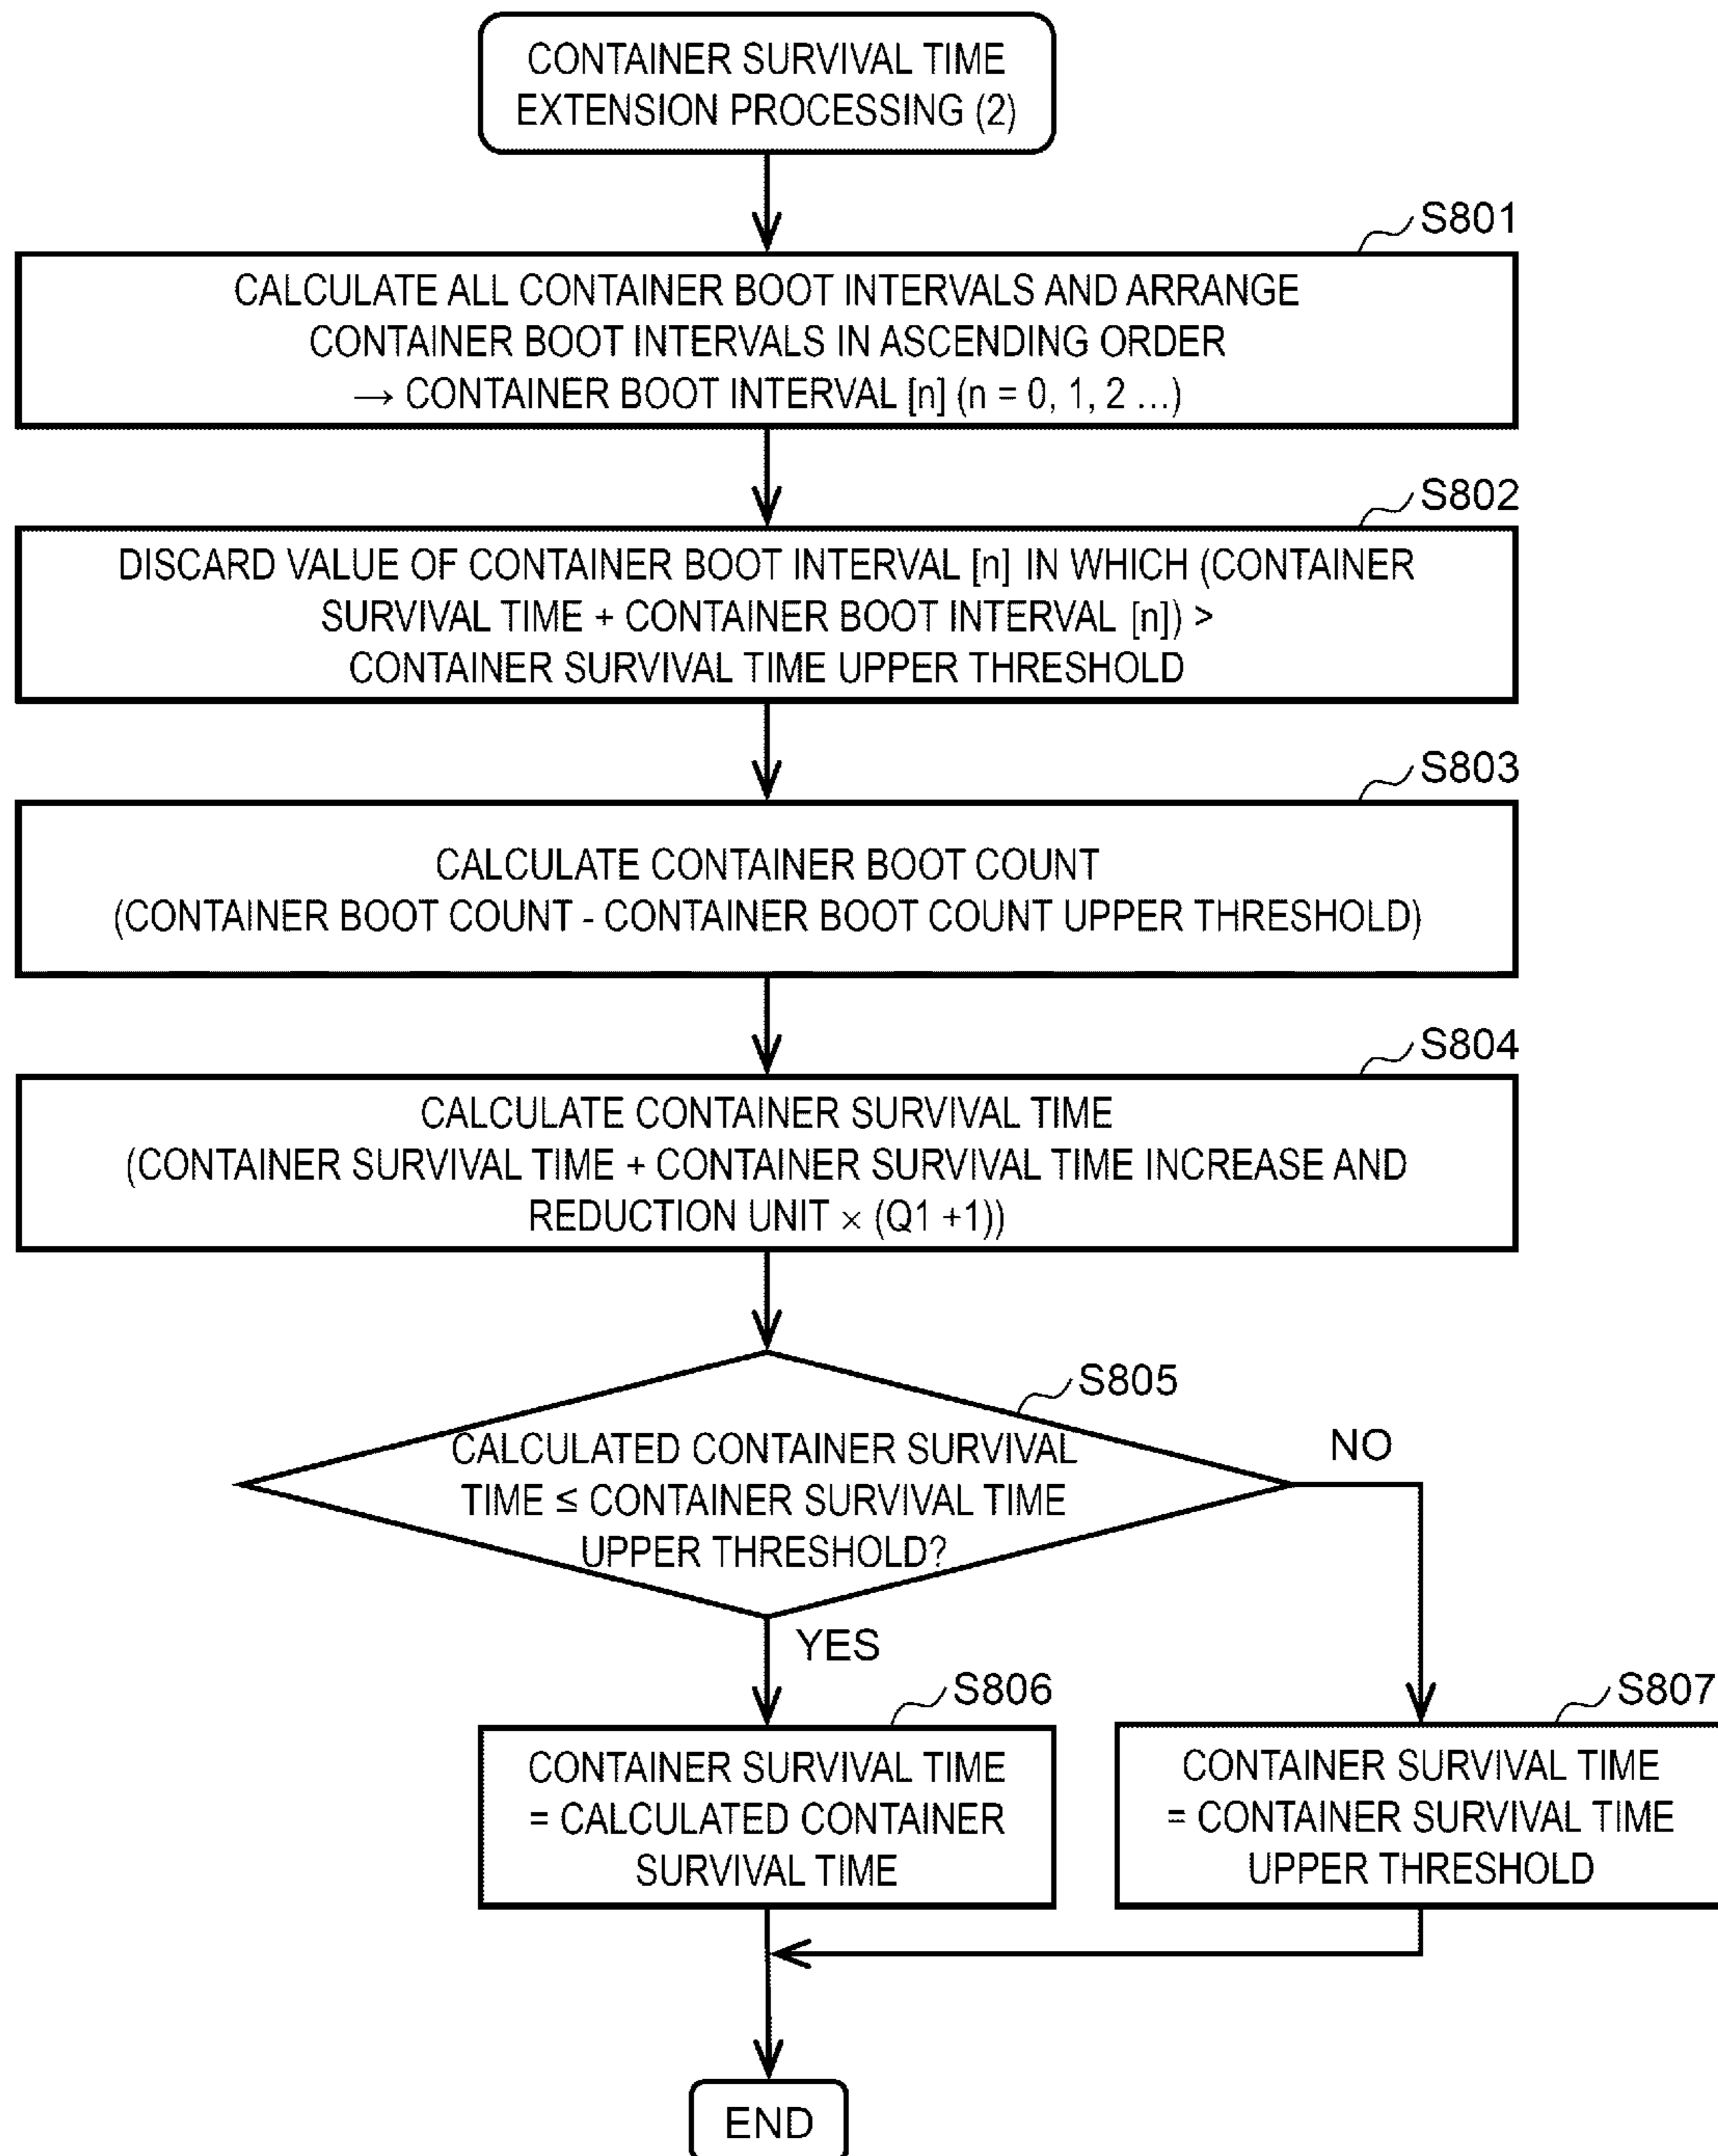 CONTAINER SURVIVAL TIME
EXTENSION PROCESSING (2)
S801
CALCULATE ALL CONTAINER BOOT INTERVALS AND ARRANGE
CONTAINER BOOT INTERVALS IN ASCENDING ORDER
→ CONTAINER BOOT INTERVAL [n] (n = 0, 1, 2 ...)
S802
DISCARD VALUE OF CONTAINER BOOT INTERVAL [n] IN WHICH (CONTAINER
SURVIVAL TIME + CONTAINER BOOT INTERVAL [n]) >
CONTAINER SURVIVAL TIME UPPER THRESHOLD
S803
CALCULATE CONTAINER BOOT COUNT
(CONTAINER BOOT COUNT - CONTAINER BOOT COUNT UPPER THRESHOLD)
S804
CALCULATE CONTAINER SURVIVAL TIME
(CONTAINER SURVIVAL TIME + CONTAINER SURVIVAL TIME INCREASE AND
REDUCTION UNIT × (Q1 +1))
S805
CALCULATED CONTAINER SURVIVAL
TIME ≤ CONTAINER SURVIVAL TIME
UPPER THRESHOLD?
NO
YES
S806
CONTAINER SURVIVAL TIME
= CALCULATED CONTAINER
SURVIVAL TIME
S807
CONTAINER SURVIVAL TIME
= CONTAINER SURVIVAL TIME
UPPER THRESHOLD
END